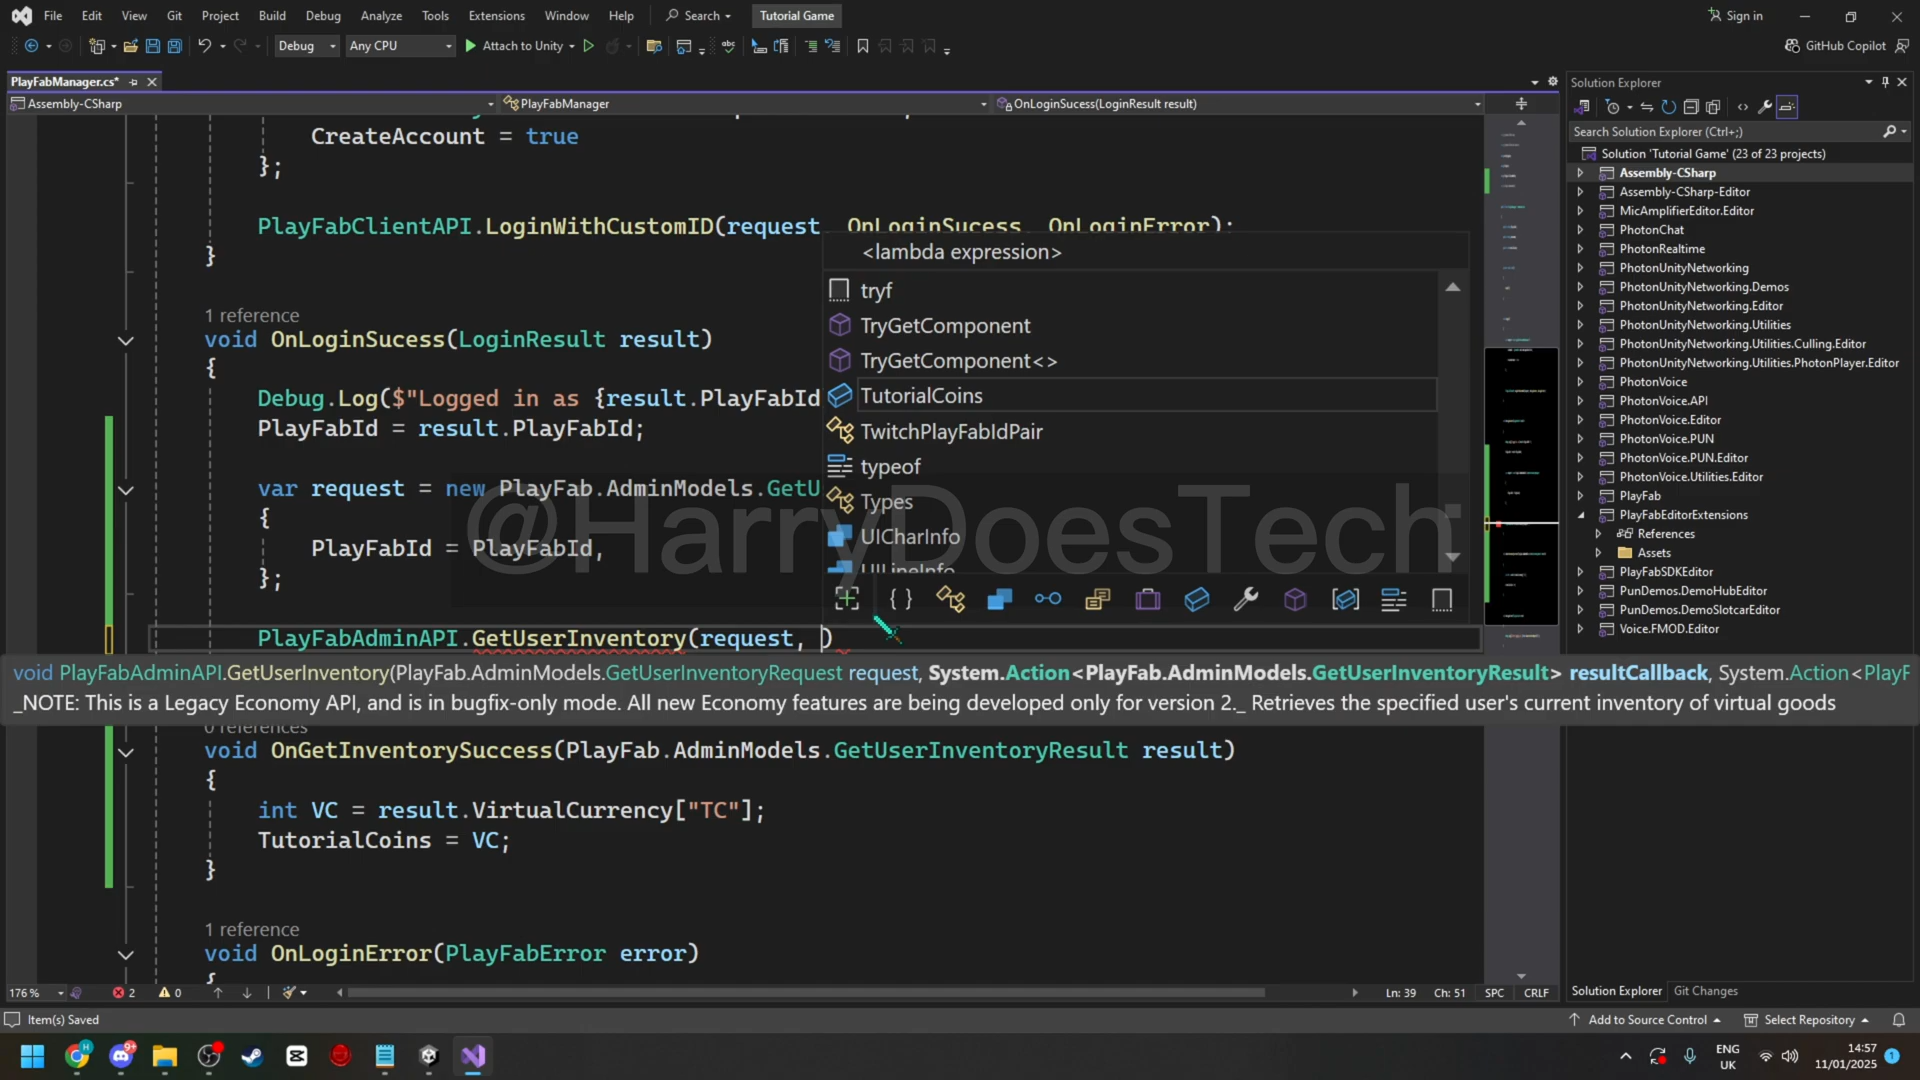 File Edit View Git Project Build Debug Analyze Tools Extensions Window Help Search Tutorial Game Sign in
Debug Any CPU Attach to Unity GitHub Copilot
PlayFabManager.cs*
Assembly-CSharp PlayFabManager OnLoginSucess(LoginResult result)
CreateAccount = true
};
PlayFabClientAPI.LoginWithCustomID(request, OnLoginSucess, OnLoginError);
}
1 reference
void OnLoginSucess(LoginResult result)
{
Debug.Log($"Logged in as {result.PlayFabId
PlayFabId = result.PlayFabId;
var request = new PlayFab.AdminModels.GetU
{
PlayFabId = PlayFabId,
};
PlayFabAdminAPI.GetUserInventory(request, )
<lambda expression>
tryf
TryGetComponent
TryGetComponent<>
TutorialCoins
TwitchPlayFabIdPair
typeof
Types
UICharInfo
UILineInfo
@HarryDoesTech
void PlayFabAdminAPI.GetUserInventory(PlayFab.AdminModels.GetUserInventoryRequest request, System.Action<PlayFab.AdminModels.GetUserInventoryResult> resultCallback, System.Action<PlayF
_NOTE: This is a Legacy Economy API, and is in bugfix-only mode. All new Economy features are being developed only for version 2._ Retrieves the specified user's current inventory of virtual goods
0 references
void OnGetInventorySuccess(PlayFab.AdminModels.GetUserInventoryResult result)
{
int VC = result.VirtualCurrency["TC"];
TutorialCoins = VC;
}
1 reference
void OnLoginError(PlayFabError error)
{
176 % 2 0 Ln: 39 Ch: 51 SPC CRLF
Solution Explorer
Search Solution Explorer (Ctrl+;)
Solution 'Tutorial Game' (23 of 23 projects)
Assembly-CSharp
Assembly-CSharp-Editor
MicAmplifierEditor.Editor
PhotonChat
PhotonRealtime
PhotonUnityNetworking
PhotonUnityNetworking.Demos
PhotonUnityNetworking.Editor
PhotonUnityNetworking.Utilities
PhotonUnityNetworking.Utilities.Culling.Editor
PhotonUnityNetworking.Utilities.PhotonPlayer.Editor
PhotonVoice
PhotonVoice.API
PhotonVoice.Editor
PhotonVoice.PUN
PhotonVoice.PUN.Editor
PhotonVoice.Utilities.Editor
PlayFab
PlayFabEditorExtensions
References
Assets
PlayFabSDKEditor
PunDemos.DemoHubEditor
PunDemos.DemoSlotcarEditor
Voice.FMOD.Editor
Solution Explorer Git Changes
Item(s) Saved Add to Source Control Select Repository
ENG
UK
14:57
11/01/2025
1